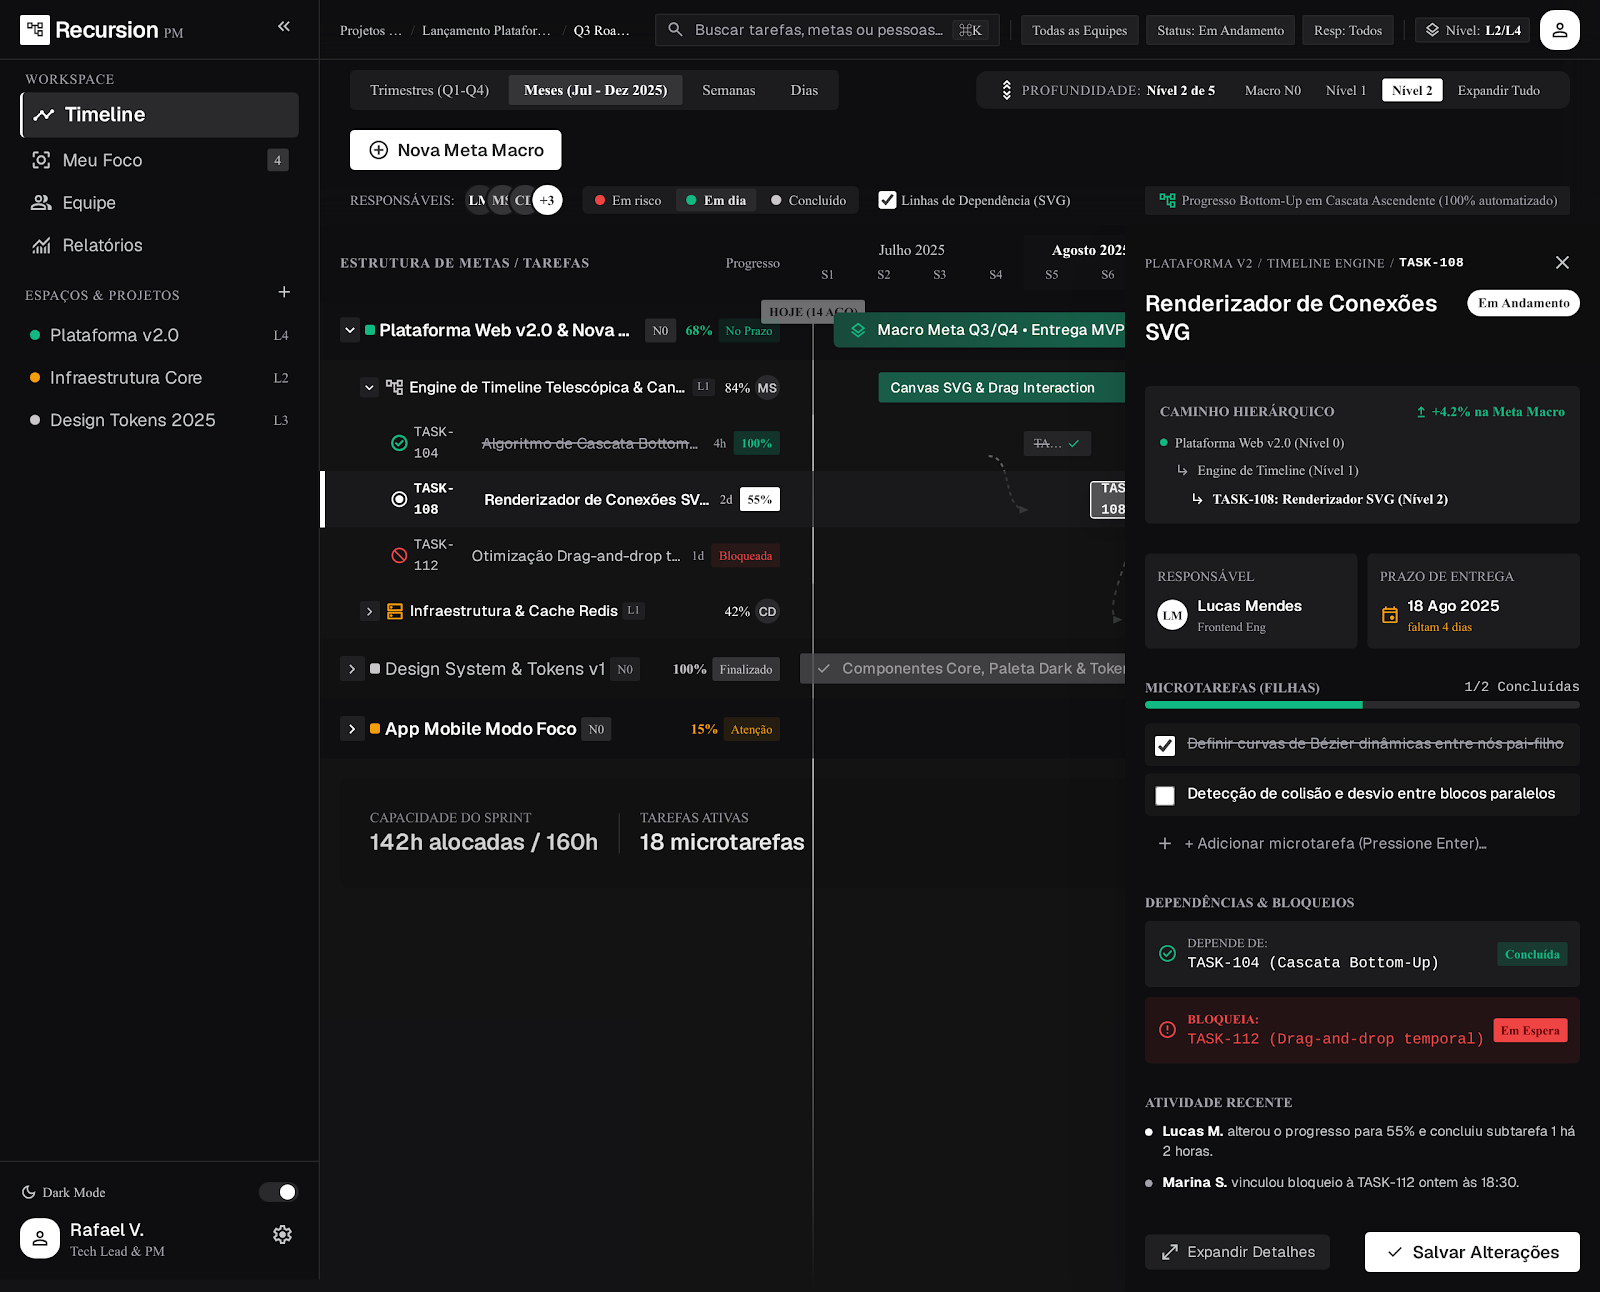 Recursion PM
WORKSPACE
Timeline
Meu Foco 4
Equipe
Relatórios
ESPAÇOS & PROJETOS +
Plataforma v2.0 L4
Infraestrutura Core L2
Design Tokens 2025 L3
Dark Mode
Rafael V.
Tech Lead & PM
Projetos ... / Lançamento Platafor... / Q3 Roa...
Buscar tarefas, metas ou pessoas... ⌘K
Todas as Equipes
Status: Em Andamento
Resp: Todos
Nível: L2/L4
Trimestres (Q1-Q4) Meses (Jul - Dez 2025) Semanas Dias
PROFUNDIDADE: Nível 2 de 5 Macro N0 Nível 1 Nível 2 Expandir Tudo
Nova Meta Macro
RESPONSÁVEIS: LM MS +3
Em risco Em dia Concluído
Linhas de Dependência (SVG)
Progresso Bottom-Up em Cascata Ascendente (100% automatizado)
ESTRUTURA DE METAS / TAREFAS Progresso
Julho 2025 Agosto 2025
S1 S2 S3 S4 S5 S6
HOJE (14 AGO)
Plataforma Web v2.0 & Nova ... N0 68% No Prazo
Macro Meta Q3/Q4 • Entrega MVP
Engine de Timeline Telescópica & Can... L1 84% MS
Canvas SVG & Drag Interaction
TASK-
104
Algoritmo de Cascata Bottom... 4h 100%
TA...
TASK-
108
Renderizador de Conexões SV... 2d 55%
TAS
108
TASK-
112
Otimização Drag-and-drop t... 1d Bloqueada
Infraestrutura & Cache Redis L1 42% CD
Design System & Tokens v1 N0 100% Finalizado
Componentes Core, Paleta Dark & Token
App Mobile Modo Foco N0 15% Atenção
CAPACIDADE DO SPRINT
142h alocadas / 160h
TAREFAS ATIVAS
18 microtarefas
PLATAFORMA V2 / TIMELINE ENGINE / TASK-108
Renderizador de Conexões
SVG
Em Andamento
CAMINHO HIERÁRQUICO +4.2% na Meta Macro
Plataforma Web v2.0 (Nível 0)
↳ Engine de Timeline (Nível 1)
↳ TASK-108: Renderizador SVG (Nível 2)
RESPONSÁVEL
LM
Lucas Mendes
Frontend Eng
PRAZO DE ENTREGA
18 Ago 2025
faltam 4 dias
MICROTAREFAS (FILHAS) 1/2 Concluídas
Definir curvas de Bézier dinâmicas entre nós pai-filho
Detecção de colisão e desvio entre blocos paralelos
+ Adicionar microtarefa (Pressione Enter)...
DEPENDÊNCIAS & BLOQUEIOS
DEPENDE DE:
TASK-104 (Cascata Bottom-Up) Concluída
BLOQUEIA:
TASK-112 (Drag-and-drop temporal) Em Espera
ATIVIDADE RECENTE
Lucas M. alterou o progresso para 55% e concluiu subtarefa 1 há
2 horas.
Marina S. vinculou bloqueio à TASK-112 ontem às 18:30.
Expandir Detalhes
Salvar Alterações